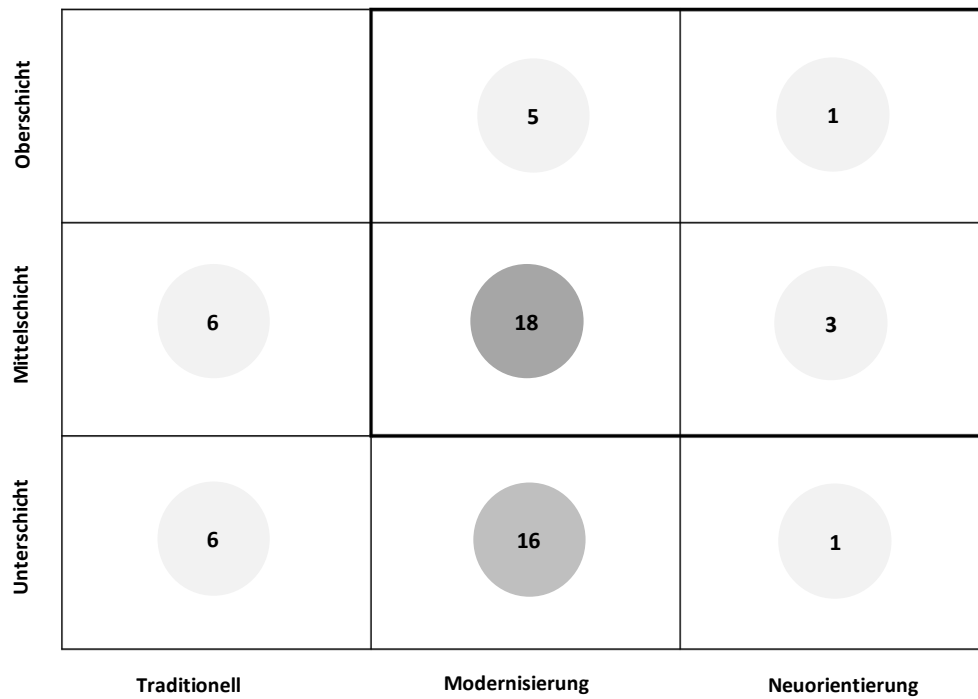 Oberschicht
5
1
Mittelschicht
6
18
3
Unterschicht
6
16
1
Traditionell
Modernisierung
Neuorientierung